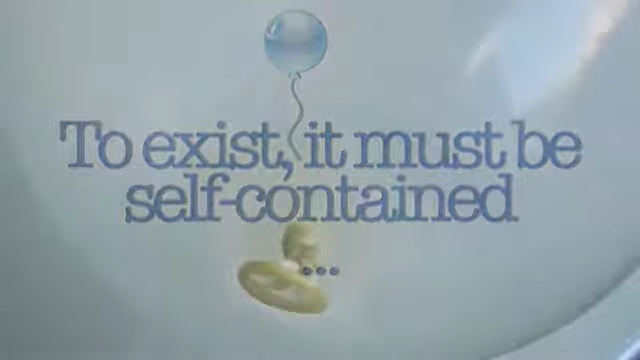 To exist, it must be
self-contained
...